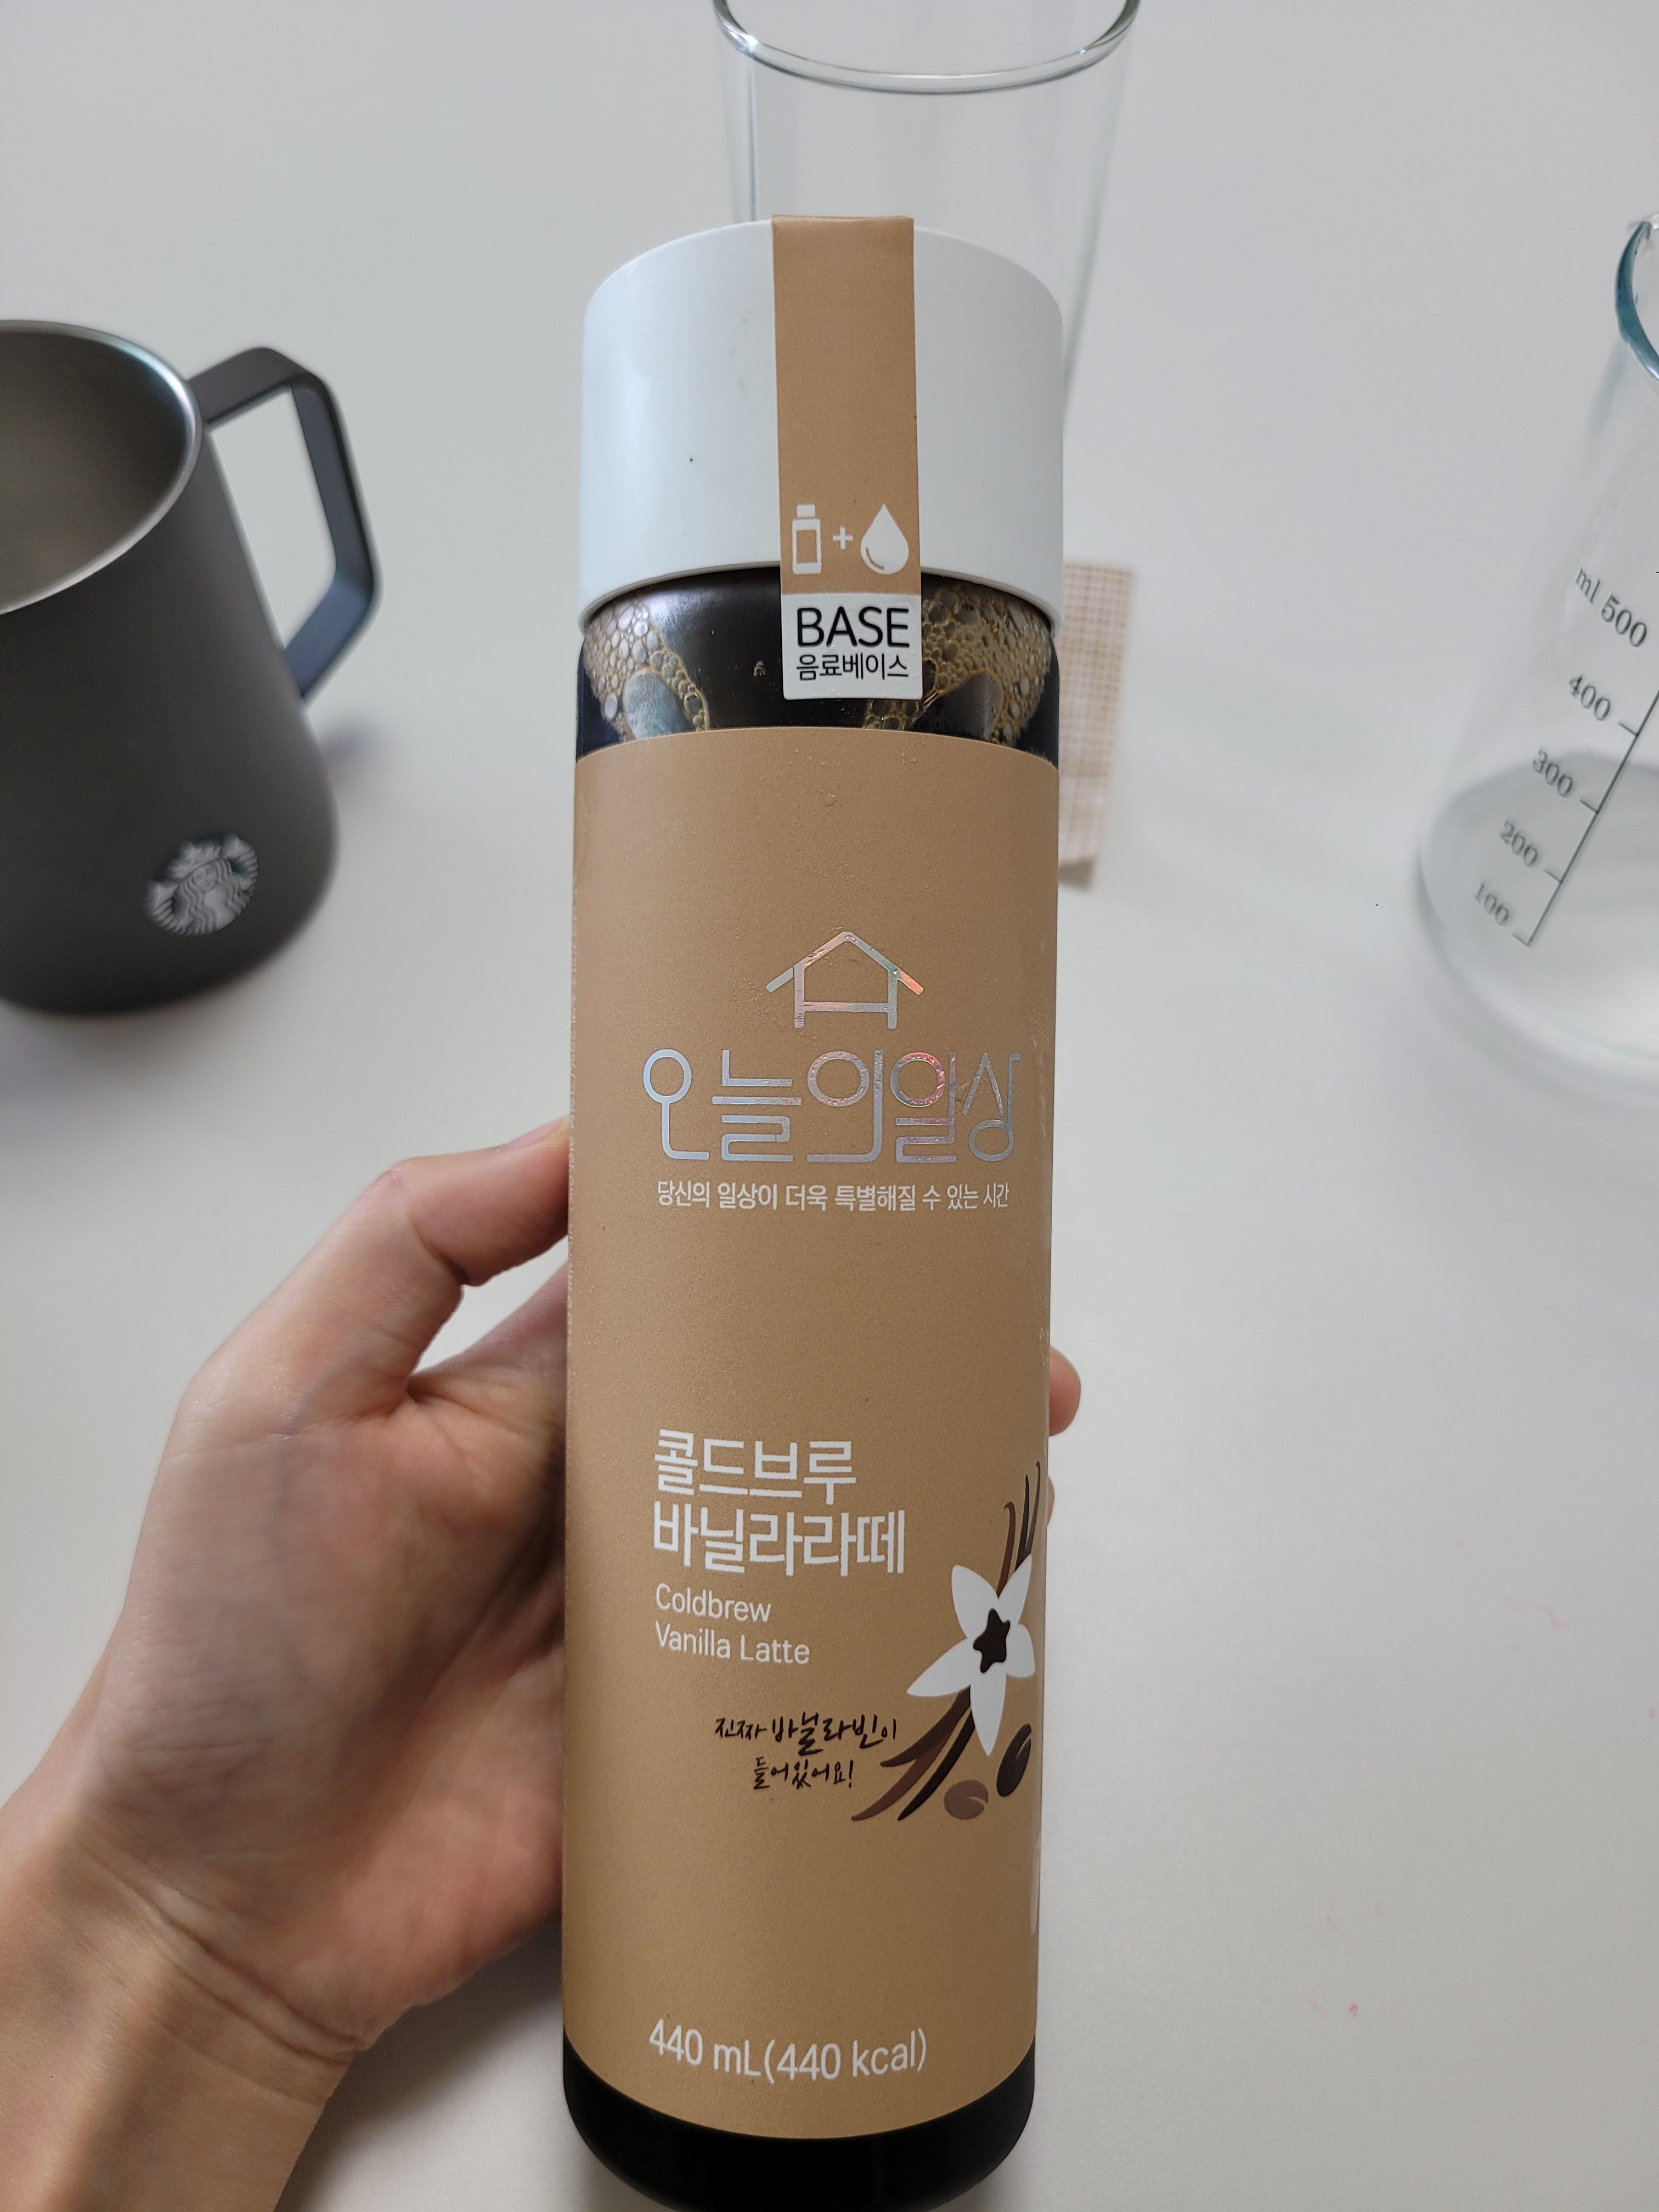 BASE
음료베이스
오늘의일상
당신의 일상이 더욱 특별해질 수 있는 시간
콜드브루
바닐라라떼
Coldbrew
Vanilla Latte
진짜 바닐라빈이
들어있어요!
440 mL(440 kcal)
ml 500
400
300
200
100